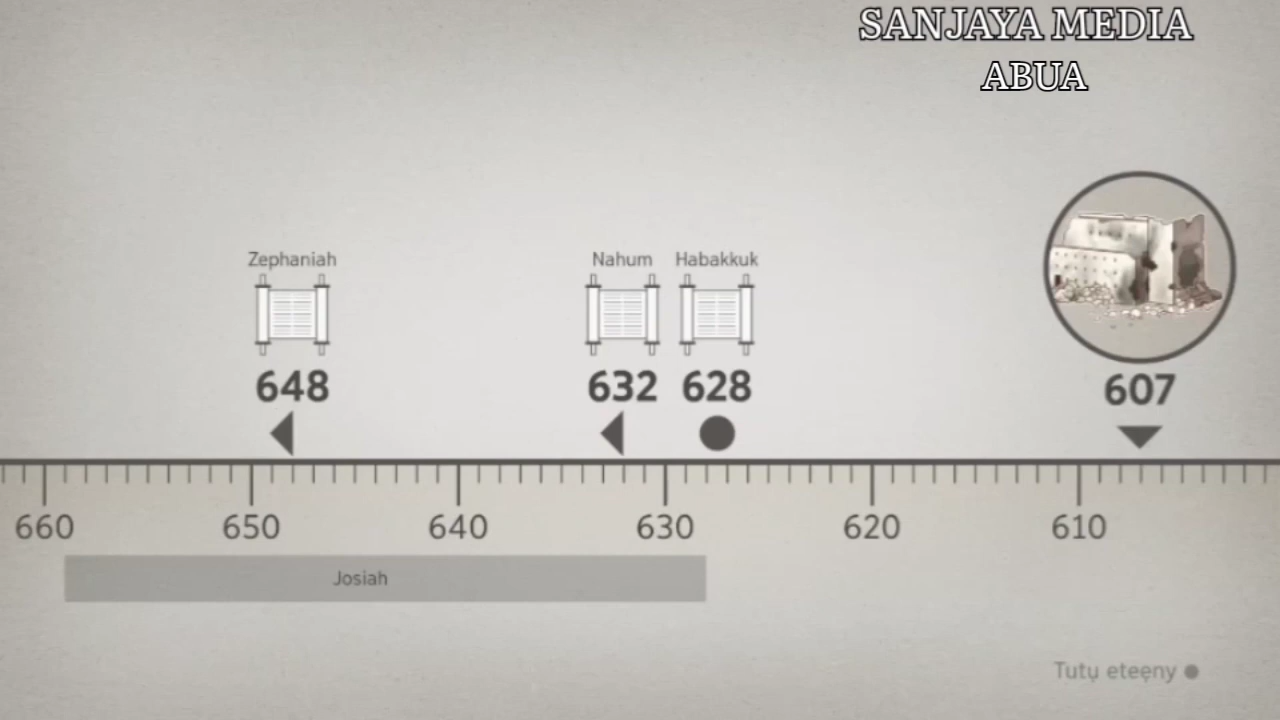 SANJAYA MEDIA
ABUA
Zephaniah
Nahum Habakkuk
648 632 628 607
660 650 640 630 620 610
Josiah
Tutụ eteẹny